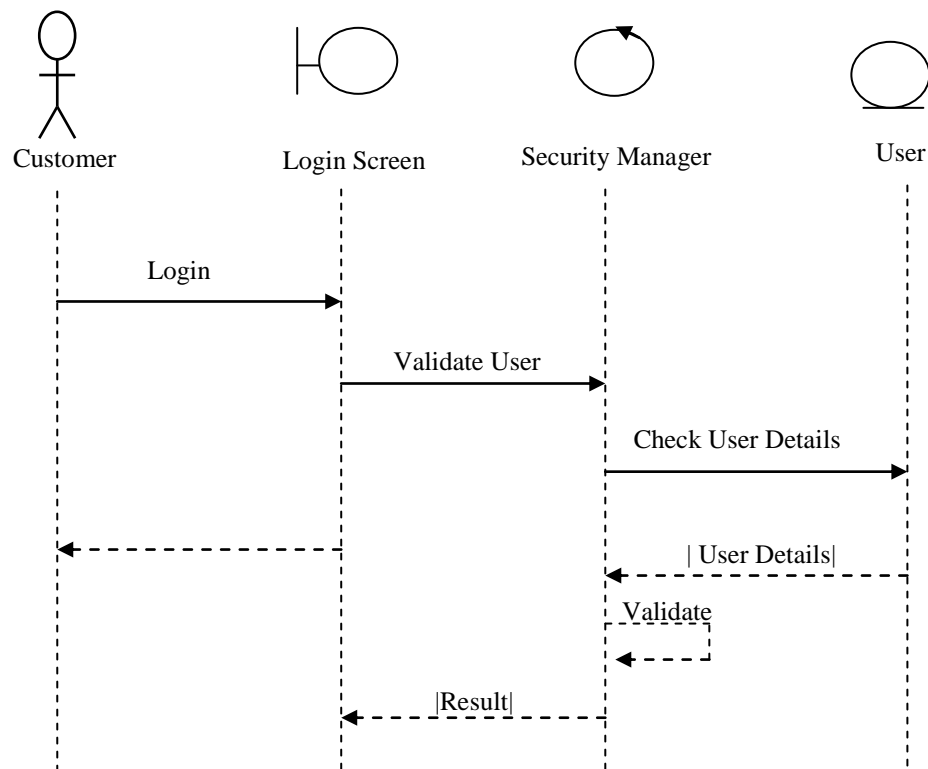 Customer
Login Screen
Security Manager
User
Login
Validate User
Check User Details
| User Details|
Validate
|Result|